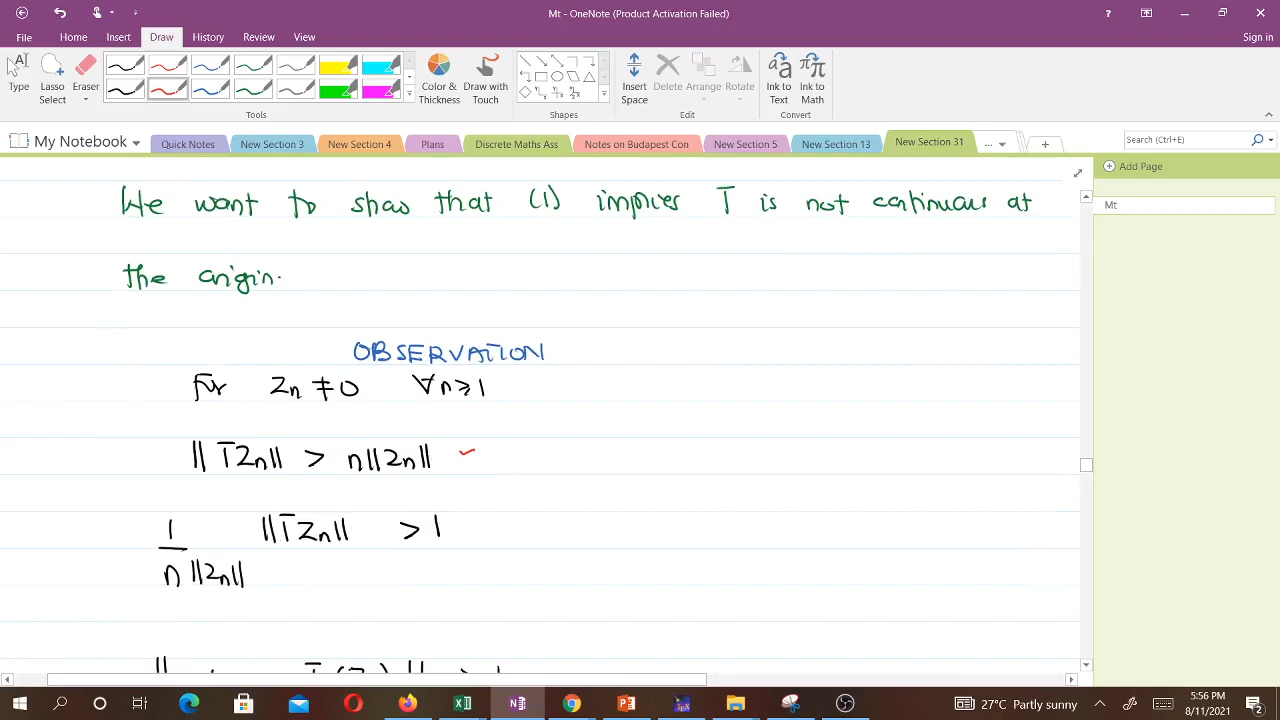 Mt - OneNote (Product Activation Failed)
File Home Insert Draw History Review View Sign in
Type Lasso Select Eraser Color & Thickness Draw with Touch Insert Space Delete Arrange Rotate Ink to Text Ink to Math
Tools Shapes Edit Convert
My Notebook Quick Notes New Section 3 New Section 4 Plans Discrete Maths Ass Notes on Budapest Con New Section 5 New Section 13 New Section 31 ... + Search (Ctrl+E)
Add Page
Mt
We want to show that (1) implies T is not continuous at
the origin.
OBSERVATION
For Zn ≠ 0 ∀n ≥ 1
|| TZn || > n||Zn||
1 ||TZn|| > 1
n ||Zn||
27°C Partly sunny 5:56 PM
8/11/2021